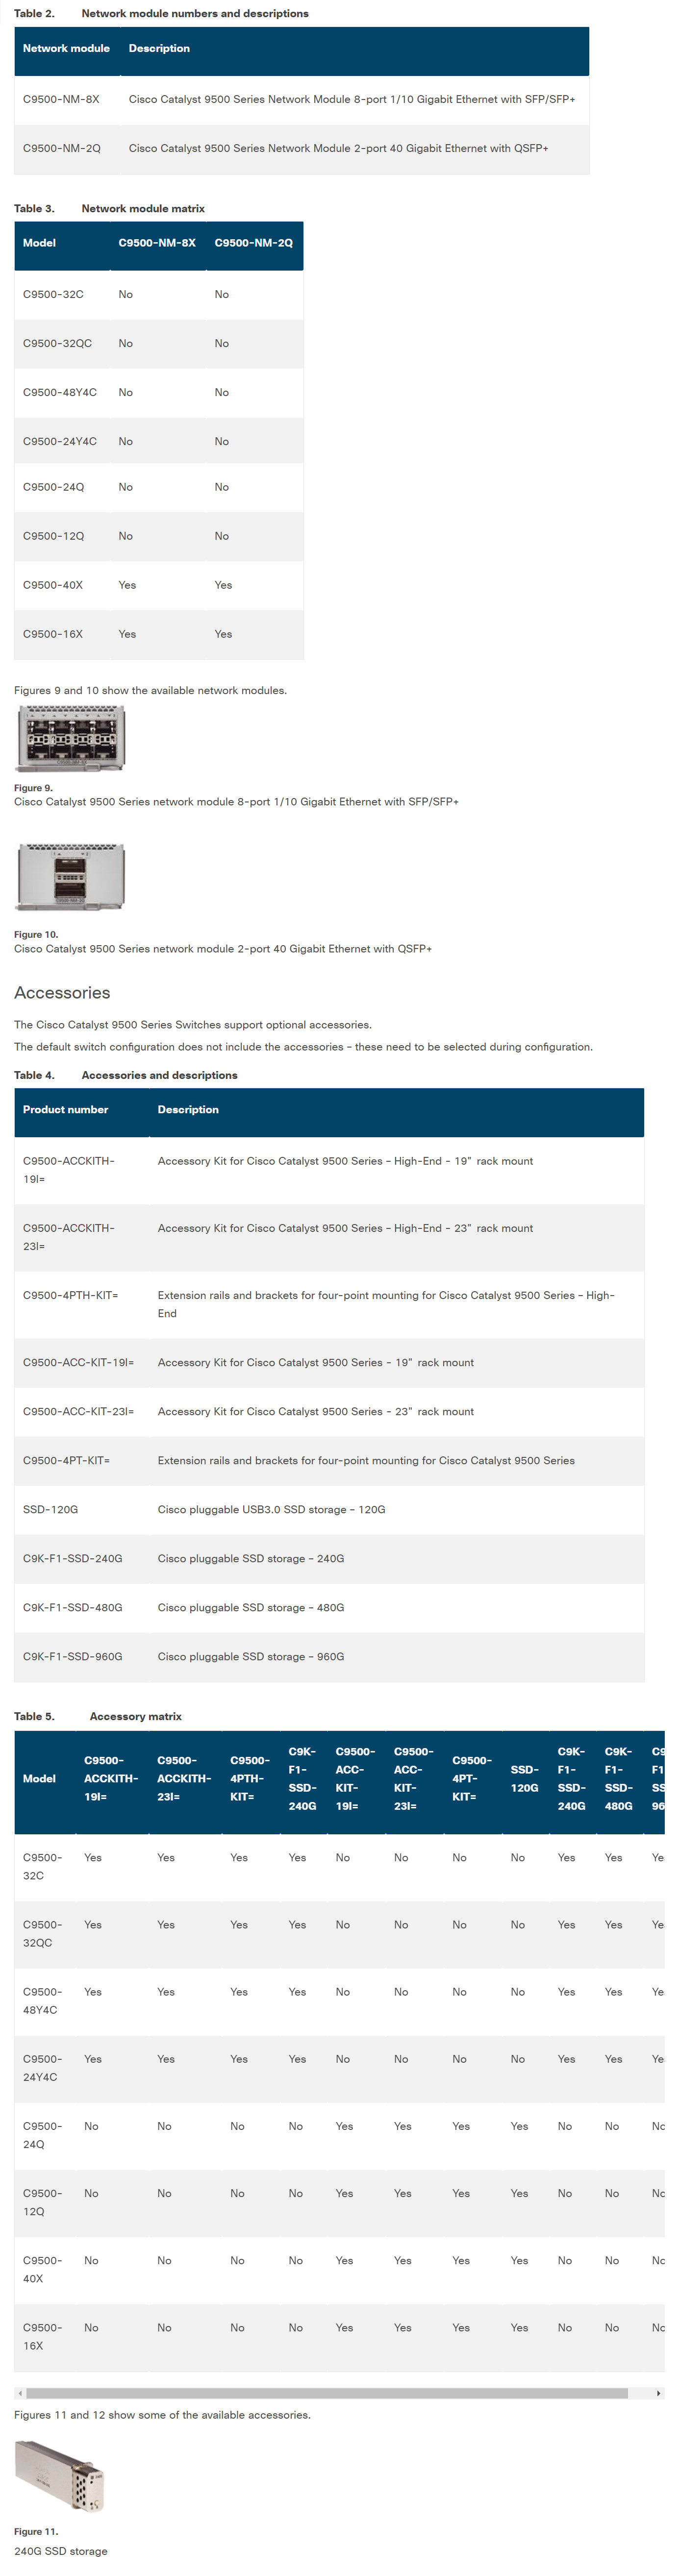 Table 2. Network module numbers and descriptions
Network module Description
C9500-NM-8X Cisco Catalyst 9500 Series Network Module 8-port 1/10 Gigabit Ethernet with SFP/SFP+
C9500-NM-2Q Cisco Catalyst 9500 Series Network Module 2-port 40 Gigabit Ethernet with QSFP+
Table 3. Network module matrix
Model C9500-NM-8X C9500-NM-2Q
C9500-32C No No
C9500-32QC No No
C9500-48Y4C No No
C9500-24Y4C No No
C9500-24Q No No
C9500-12Q No No
C9500-40X Yes Yes
C9500-16X Yes Yes
Figures 9 and 10 show the available network modules.
Figure 9.
Cisco Catalyst 9500 Series network module 8-port 1/10 Gigabit Ethernet with SFP/SFP+
Figure 10.
Cisco Catalyst 9500 Series network module 2-port 40 Gigabit Ethernet with QSFP+
Accessories
The Cisco Catalyst 9500 Series Switches support optional accessories.
The default switch configuration does not include the accessories – these need to be selected during configuration.
Table 4. Accessories and descriptions
Product number Description
C9500-ACCKITH- Accessory Kit for Cisco Catalyst 9500 Series – High-End - 19" rack mount
19I=
C9500-ACCKITH- Accessory Kit for Cisco Catalyst 9500 Series – High-End - 23" rack mount
23I=
C9500-4PTH-KIT= Extension rails and brackets for four-point mounting for Cisco Catalyst 9500 Series – High-
End
C9500-ACC-KIT-19I= Accessory Kit for Cisco Catalyst 9500 Series - 19" rack mount
C9500-ACC-KIT-23I= Accessory Kit for Cisco Catalyst 9500 Series - 23" rack mount
C9500-4PT-KIT= Extension rails and brackets for four-point mounting for Cisco Catalyst 9500 Series
SSD-120G Cisco pluggable USB3.0 SSD storage – 120G
C9K-F1-SSD-240G Cisco pluggable SSD storage – 240G
C9K-F1-SSD-480G Cisco pluggable SSD storage – 480G
C9K-F1-SSD-960G Cisco pluggable SSD storage – 960G
Table 5. Accessory matrix
C9K- C9500- C9500- C9K- C9K- C9
C9500- C9500- C9500- F1- ACC- ACC- C9500- SSD- F1- F1- F1
Model ACCKITH- ACCKITH- 4PTH- SSD- KIT- KIT- 4PT- 120G SSD- SSD- SS
19I= 23I= KIT= 240G 19I= 23I= KIT= 240G 480G 96
C9500- Yes Yes Yes Yes No No No No Yes Yes Ye
32C
C9500- Yes Yes Yes Yes No No No No Yes Yes Ye
32QC
C9500- Yes Yes Yes Yes No No No No Yes Yes Ye
48Y4C
C9500- Yes Yes Yes Yes No No No No Yes Yes Ye
24Y4C
C9500- No No No No Yes Yes Yes Yes No No No
24Q
C9500- No No No No Yes Yes Yes Yes No No No
12Q
C9500- No No No No Yes Yes Yes Yes No No No
40X
C9500- No No No No Yes Yes Yes Yes No No No
16X
Figures 11 and 12 show some of the available accessories.
Figure 11.
240G SSD storage